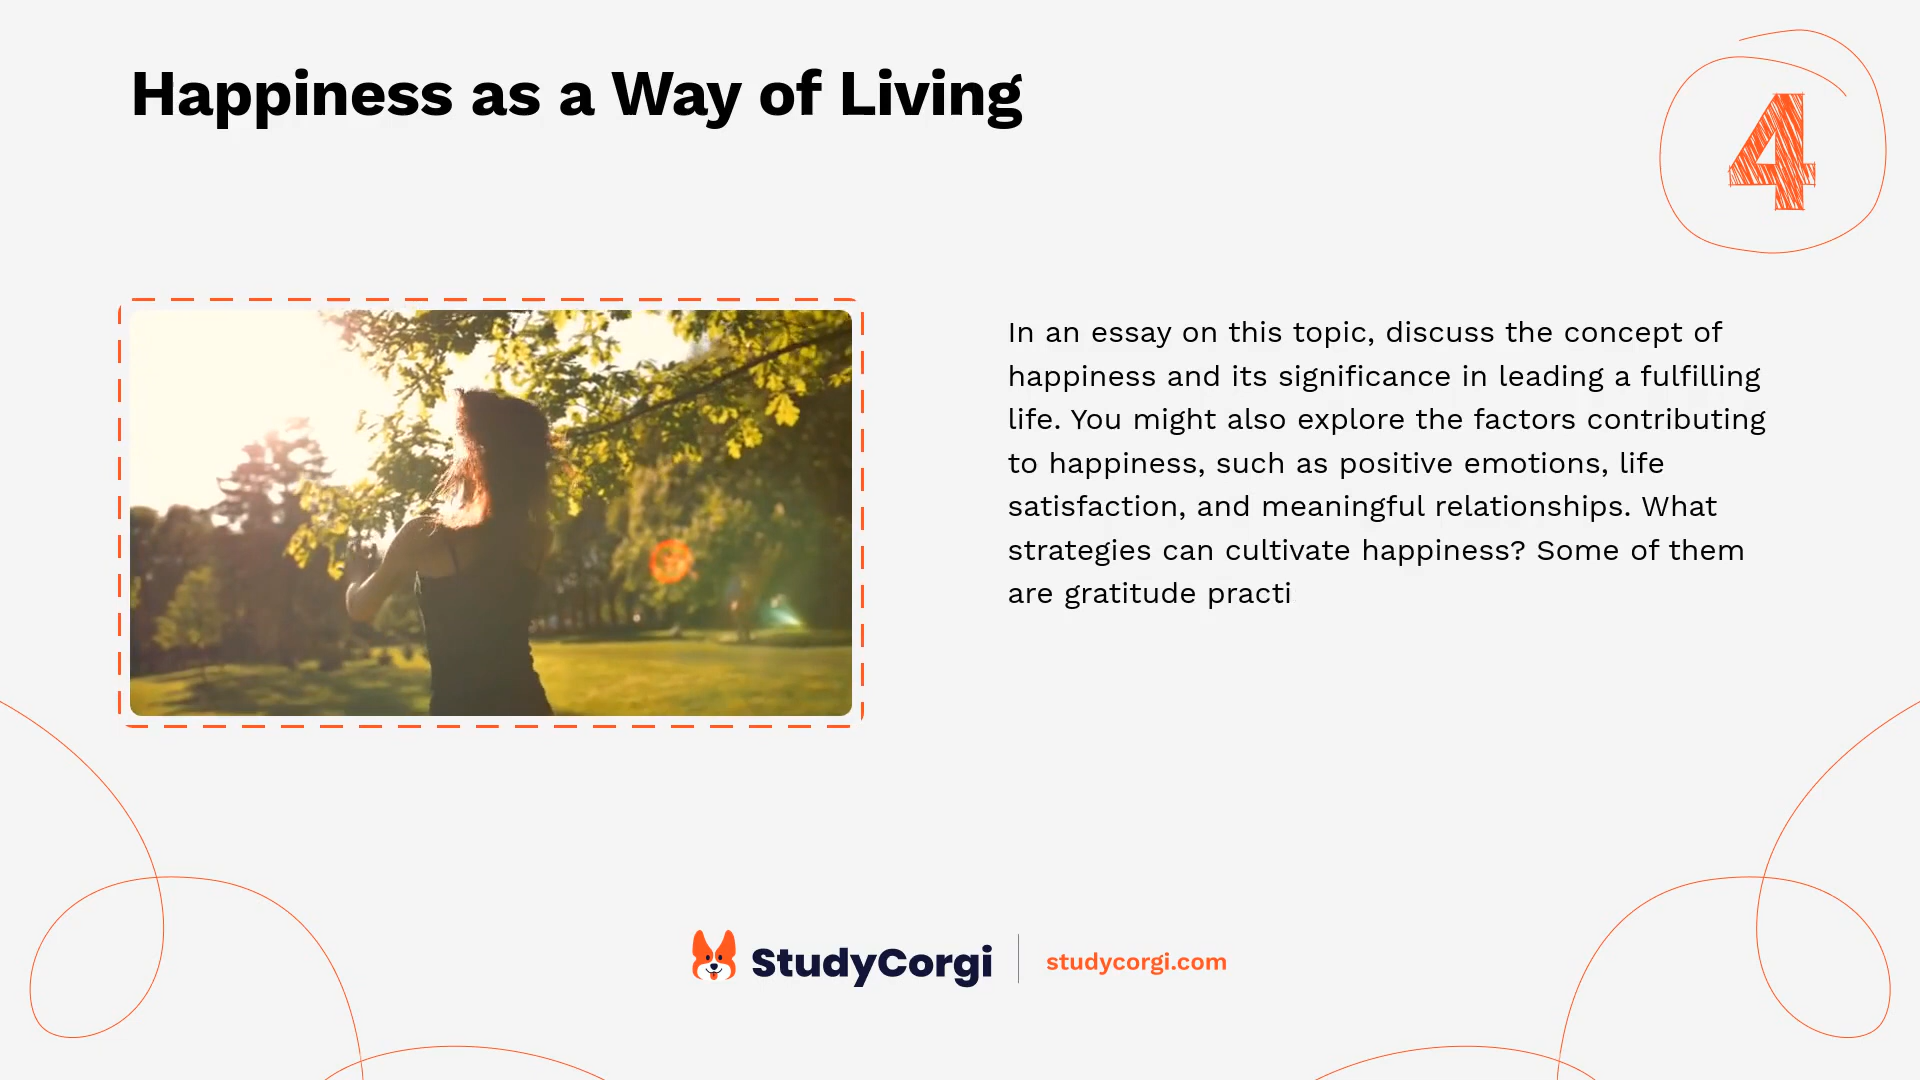 Happiness as a Way of Living
4
In an essay on this topic, discuss the concept of
happiness and its significance in leading a fulfilling
life. You might also explore the factors contributing
to happiness, such as positive emotions, life
satisfaction, and meaningful relationships. What
strategies can cultivate happiness? Some of them
are gratitude practi
StudyCorgi
studycorgi.com